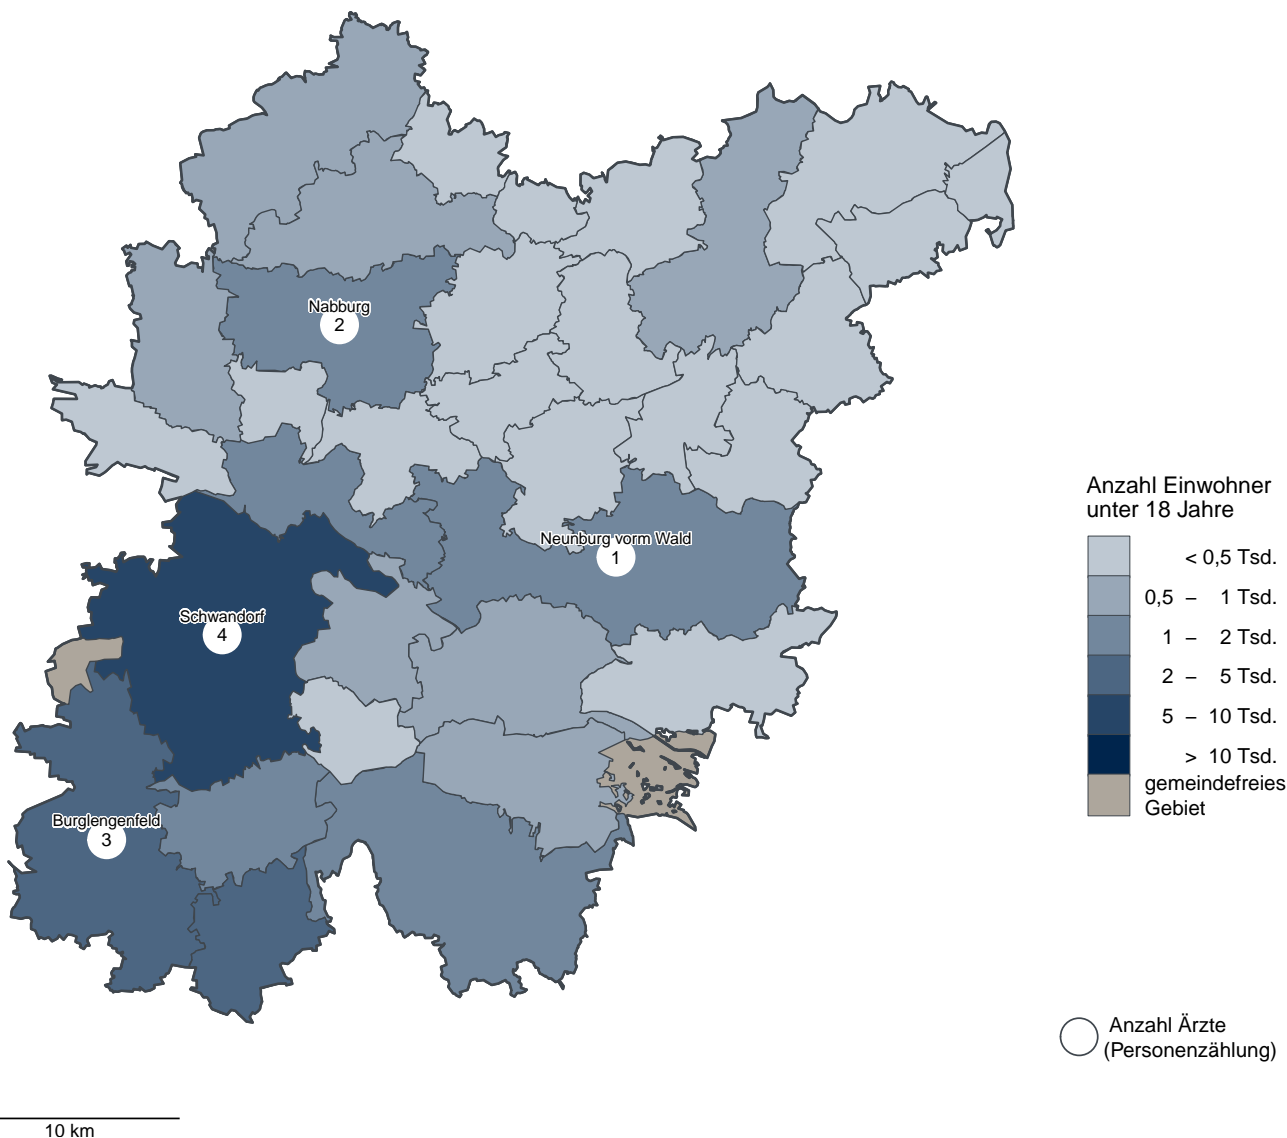 Nabburg
2
Neunburg vorm Wald
1
Schwandorf
4
Burglengenfeld
3
Anzahl Einwohner
unter 18 Jahre
< 0,5 Tsd.
0,5 – 1 Tsd.
1 – 2 Tsd.
2 – 5 Tsd.
5 – 10 Tsd.
> 10 Tsd.
gemeindefreies
Gebiet
Anzahl Ärzte
(Personenzählung)
10 km